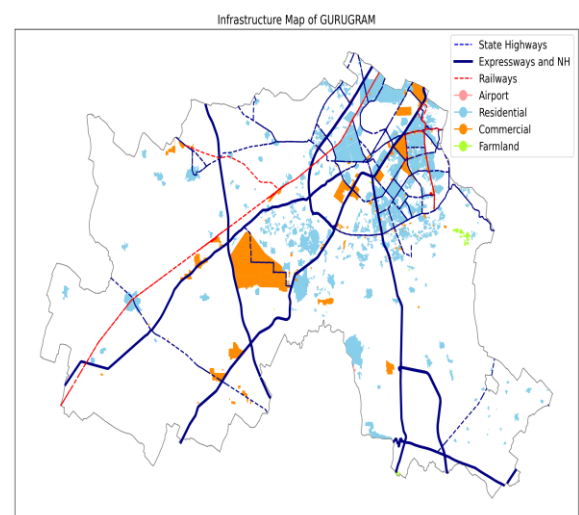 Infrastructure Map of GURUGRAM
State Highways
Expressways and NH
Railways
Airport
Residential
Commercial
Farmland